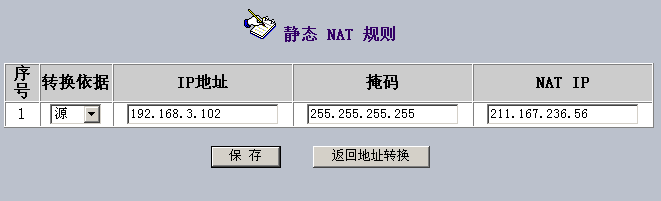 静态 NAT 规则
序号 转换依据 IP地址 掩码 NAT IP
1 源 192.168.3.102 255.255.255.255 211.167.236.56
保 存 返回地址转换